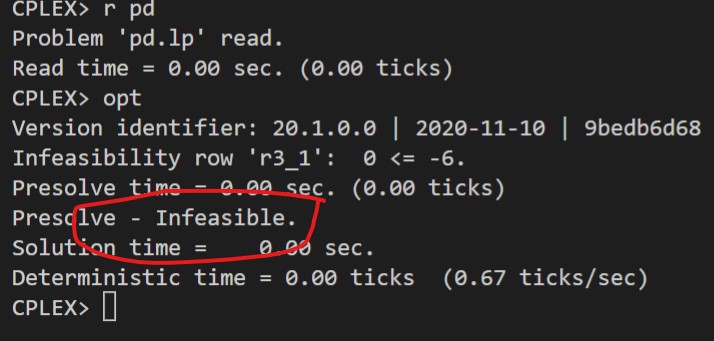 CPLEX> r pd
Problem 'pd.lp' read.
Read time = 0.00 sec. (0.00 ticks)
CPLEX> opt
Version identifier: 20.1.0.0 | 2020-11-10 | 9bedb6d68
Infeasibility row 'r3_1':  0 <= -6.
Presolve time = 0.00 sec. (0.00 ticks)
Presolve - Infeasible.
Solution time =    0.00 sec.
Deterministic time = 0.00 ticks  (0.67 ticks/sec)
CPLEX>